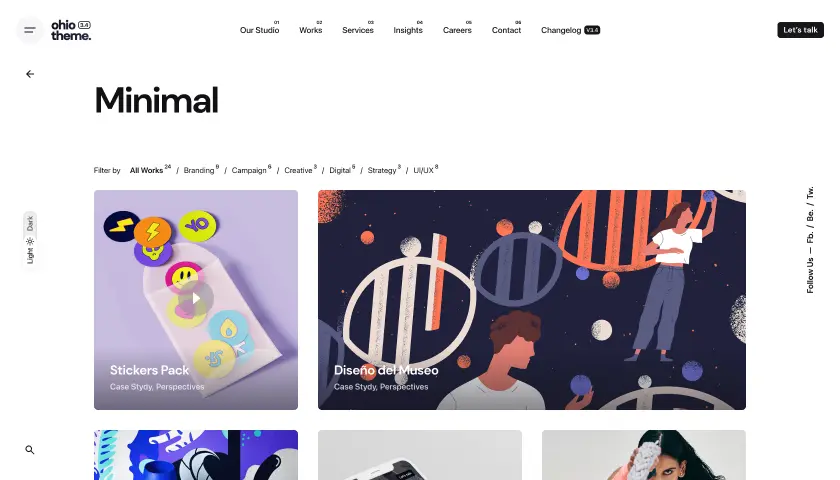 ohio 3.4
theme.
Our Studio 01 Works 02 Services 03 Insights 04 Careers 05 Contact 06 Changelog V3.4
Let's talk
Minimal
Filter by All Works 24 / Branding 9 / Campaign 6 / Creative 3 / Digital 5 / Strategy 3 / UI/UX 8
Light Dark
Follow Us — Fb. / Be. / Tw.
YO
Stickers Pack
Case Stydy, Perspectives
Diseño del Museo
Case Stydy, Perspectives